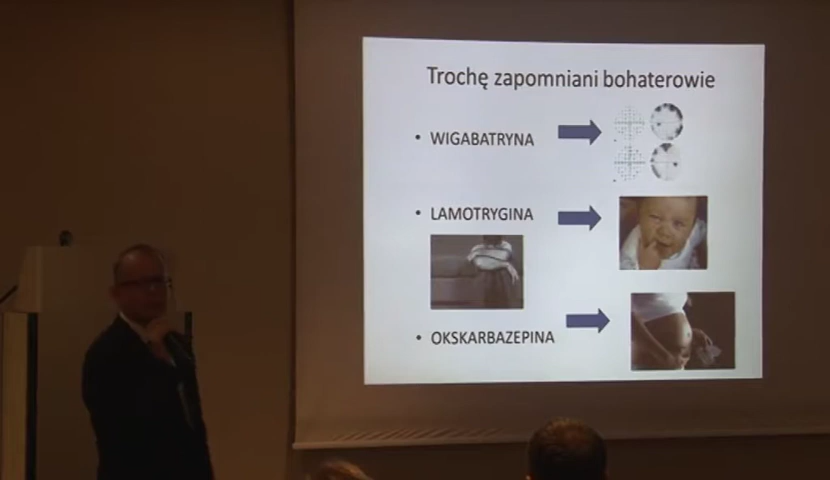 Trochę zapomniani bohaterowie
• WIGABATRYNA
• LAMOTRYGINA
• OKSKARBAZEPINA